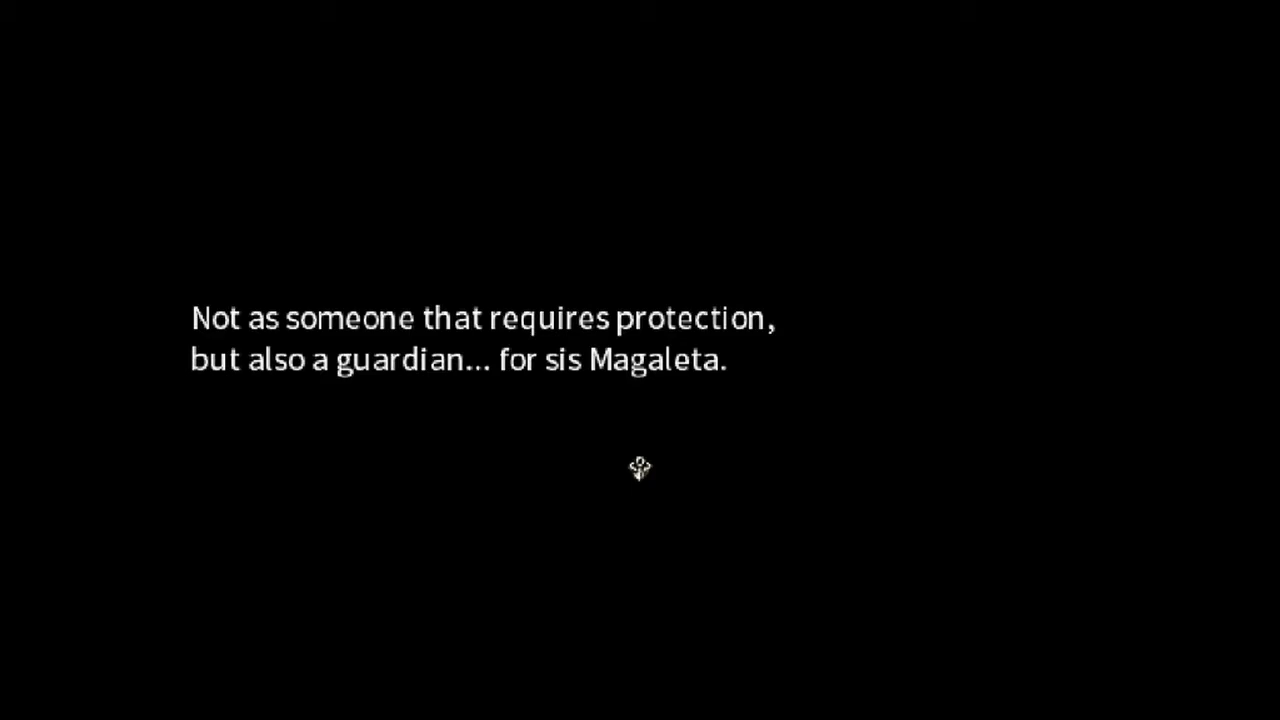 Not as someone that requires protection,
but also a guardian... for sis Magaleta.